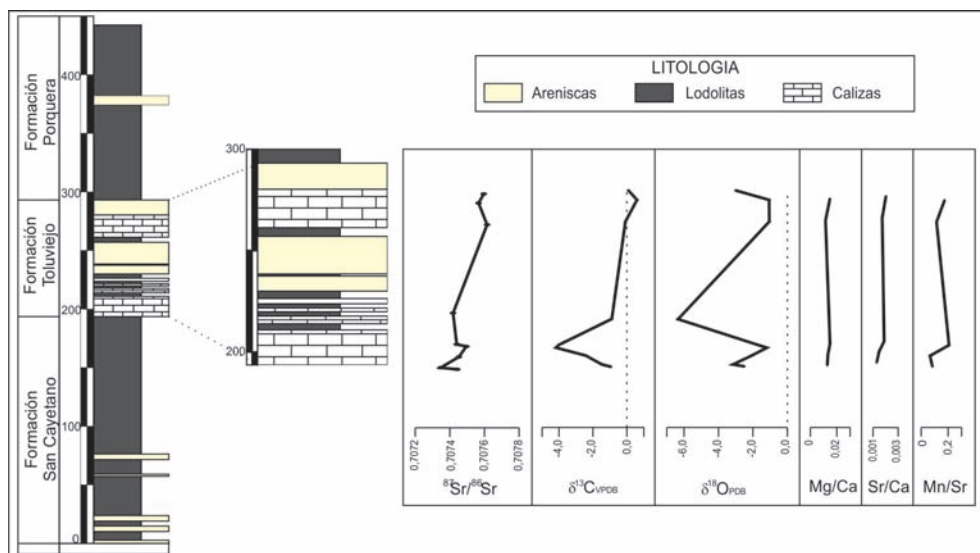 Formación
Porquera
Formación
Toluviejo
Formación
San Cayetano
400
300
200
100
0
300
200
LITOLOGIA
Areniscas
Lodolitas
Calizas
0,7072
0,7074
0,7076
0,7078
-4,0
-2,0
0,0
-6,0
-4,0
-2,0
0,0
0
0,02
0,001
0,003
0
0,2
⁸⁷Sr/⁸⁶Sr
δ¹³CVPDB
δ¹⁸OPDB
Mg/Ca
Sr/Ca
Mn/Sr